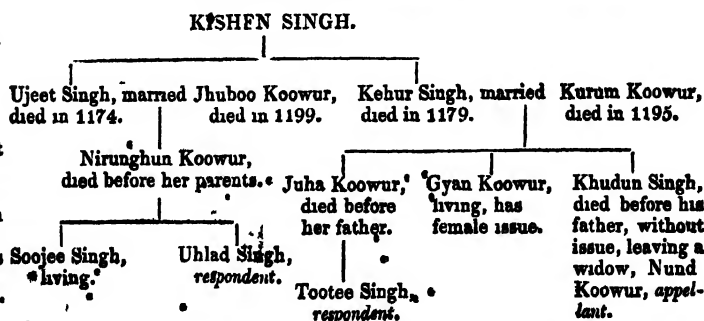 KISHEN SINGH.
Ujeet Singh, married Jhuboo Koowur, Kehur Singh, married Kurum Koowur,
died in 1174. died in 1199. died in 1179. died in 1195.
Nirunghun Koowur,
died before her parents.
Juha Koowur,
died before
her father.
Gyan Koowur,
living, has
female issue.
Khudun Singh,
died before his
father, without
issue, leaving a
widow, Nund
Koowur, appel-
lant.
Soojee Singh,
living.
Uhlad Singh,
respondent.
Tootee Singh,
respondent.